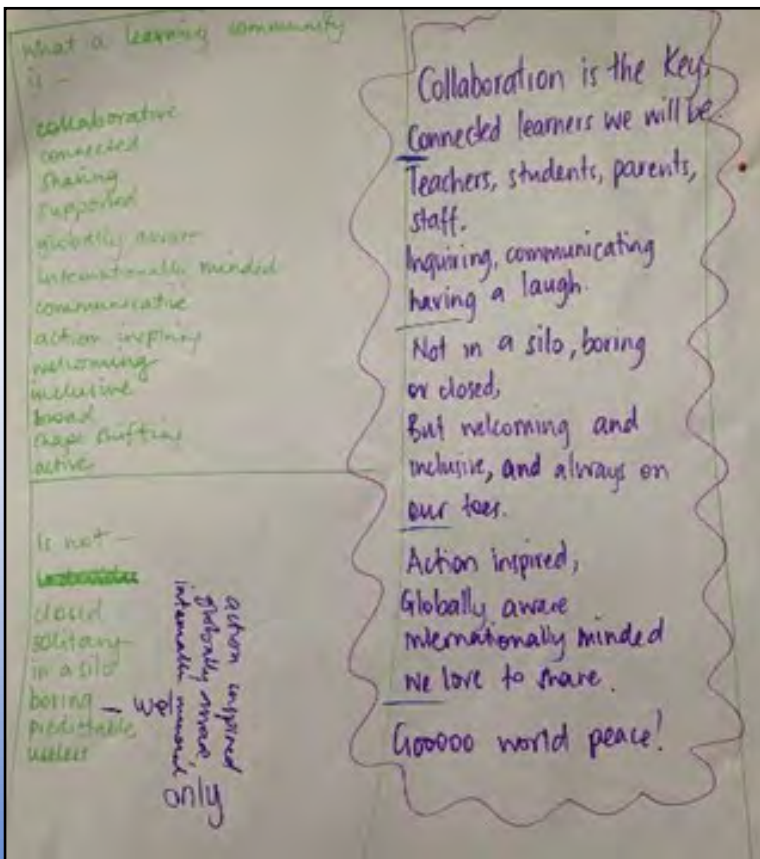 what a learning community
is -
collaborative
connected
sharing
supported
globally aware
internationally minded
communicative
action inspiring
welcoming
inclusive
broad
shape shifting
active
Is not -
closed
solitary
in a silo
boring
predictable
useless
action inspired
globally aware
minded
only
Collaboration is the Key,
Connected learners we will be.
Teachers, students, parents,
staff.
Inquiring, communicating
having a laugh.
Not in a silo, boring
or closed,
But welcoming and
inclusive, and always on
our toes.
Action inspired,
Globally aware
Internationally minded
We love to share.
Gooooo world peace!